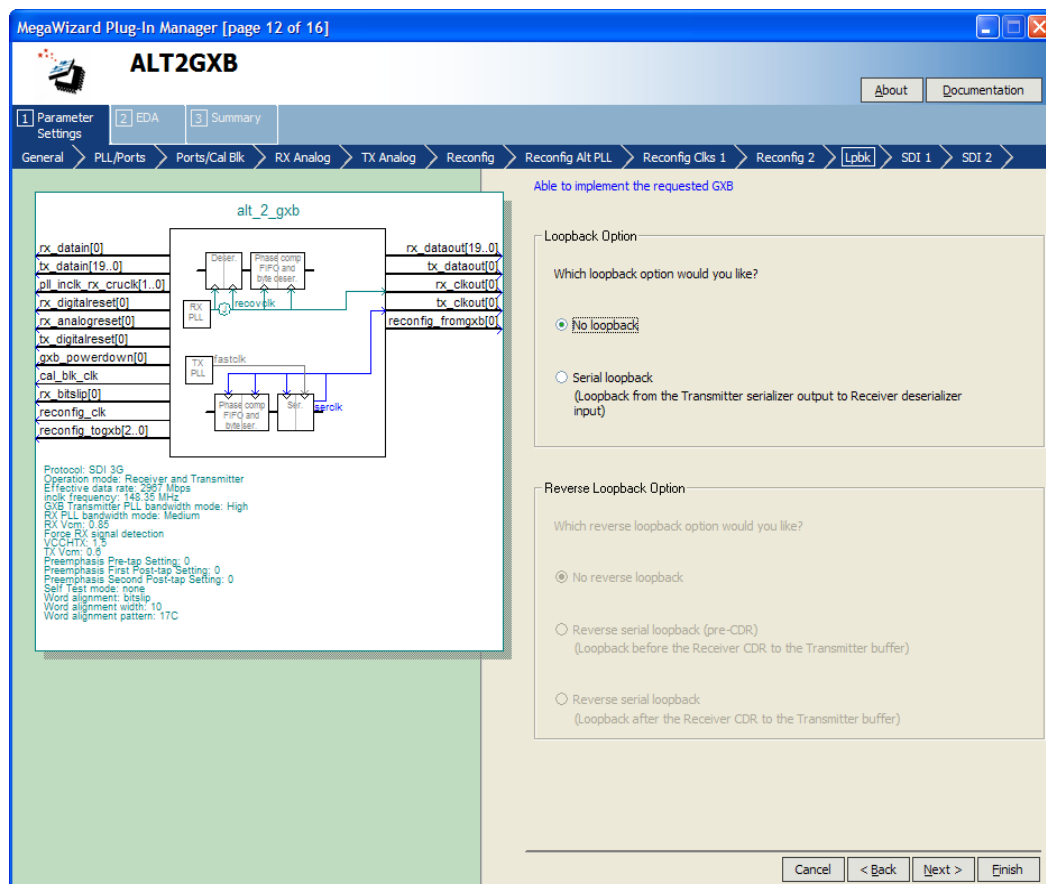 MegaWizard Plug-In Manager [page 12 of 16]
ALT2GXB
About
Documentation
1 Parameter Settings
2 EDA
3 Summary
General
PLL/Ports
Ports/Cal Blk
RX Analog
TX Analog
Reconfig
Reconfig Alt PLL
Reconfig Clks 1
Reconfig 2
Lpbk
SDI 1
SDI 2
alt_2_gxb
rx_datain[0]
tx_datain[19..0]
pll_inclk_rx_cruclk[1..0]
rx_digitalreset[0]
rx_analogreset[0]
tx_digitalreset[0]
gxb_powerdown[0]
cal_blk_clk
rx_bitslip[0]
reconfig_clk
reconfig_togxb[2..0]
Deser.
Phase comp
FIFO and
byte deser.
RX
PLL
2
recovclk
TX
PLL
fastclk
Phase comp
FIFO and
byte ser.
Ser.
serclk
rx_dataout[19..0]
tx_dataout[0]
rx_clkout[0]
tx_clkout[0]
reconfig_fromgxb[0]
Protocol: SDI 3G
Operation mode: Receiver and Transmitter
Effective data rate: 2967 Mbps
inclk frequency: 148.35 MHz
GXB Transmitter PLL bandwidth mode: High
RX PLL bandwidth mode: Medium
RX Vcm: 0.85
Force RX signal detection
VCCHTX: 1.5
TX Vcm: 0.6
Preemphasis Pre-tap Setting: 0
Preemphasis First Post-tap Setting: 0
Preemphasis Second Post-tap Setting: 0
Self Test mode: none
Word alignment: bitslip
Word alignment width: 10
Word alignment pattern: 17C
Able to implement the requested GXB
Loopback Option
Which loopback option would you like?
No loopback
Serial loopback
(Loopback from the Transmitter serializer output to Receiver deserializer
input)
Reverse Loopback Option
Which reverse loopback option would you like?
No reverse loopback
Reverse serial loopback (pre-CDR)
(Loopback before the Receiver CDR to the Transmitter buffer)
Reverse serial loopback
(Loopback after the Receiver CDR to the Transmitter buffer)
Cancel
< Back
Next >
Finish